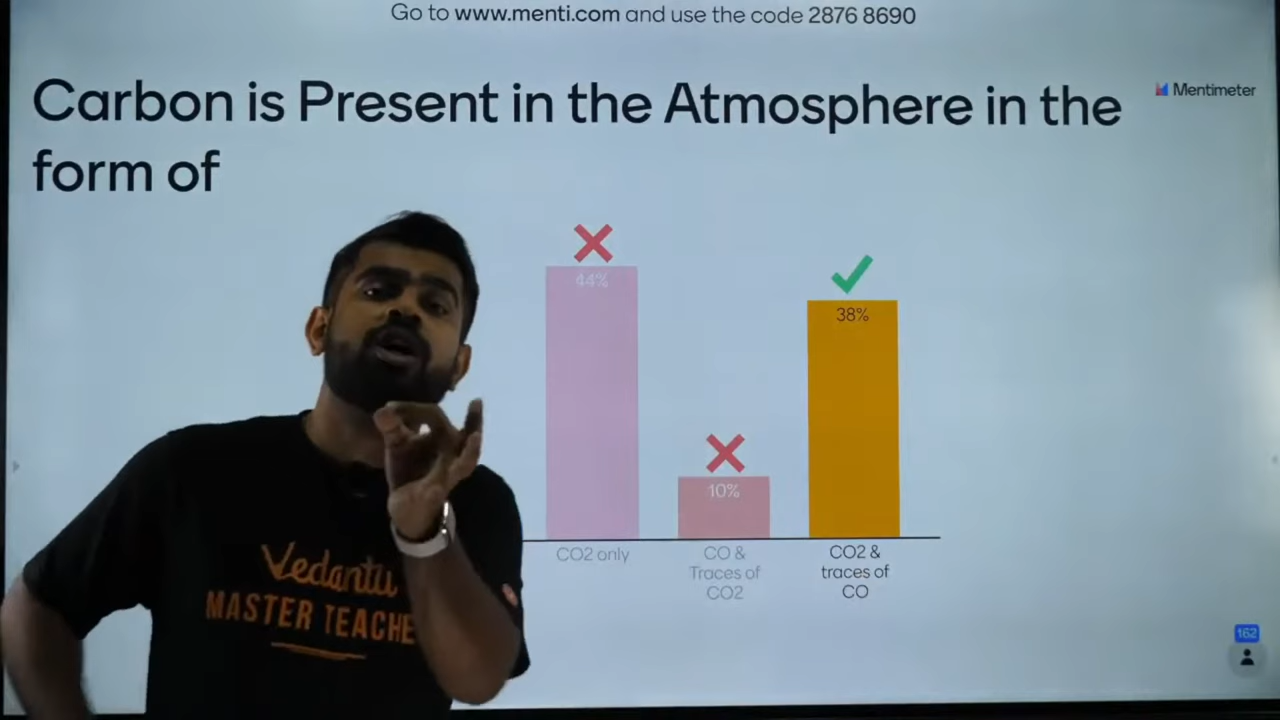 Go to www.menti.com and use the code 2876 8690
Carbon is Present in the Atmosphere in the
form of
Mentimeter
44%
10%
38%
CO2 only
CO &
Traces of
CO2
CO2 &
traces of
CO
Vedantu
MASTER TEACHE
162